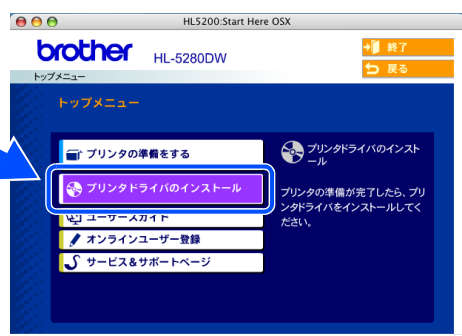 HL5200:Start Here OSX
brother HL-5280DW
終了
戻る
トップメニュー
トップメニュー
プリンタの準備をする
プリンタドライバのインストール
ユーザーズガイド
オンラインユーザー登録
サービス&サポートページ
プリンタドライバのインスト
ール
プリンタの準備が完了したら、プリ
ンタドライバをインストールしてく
ださい。